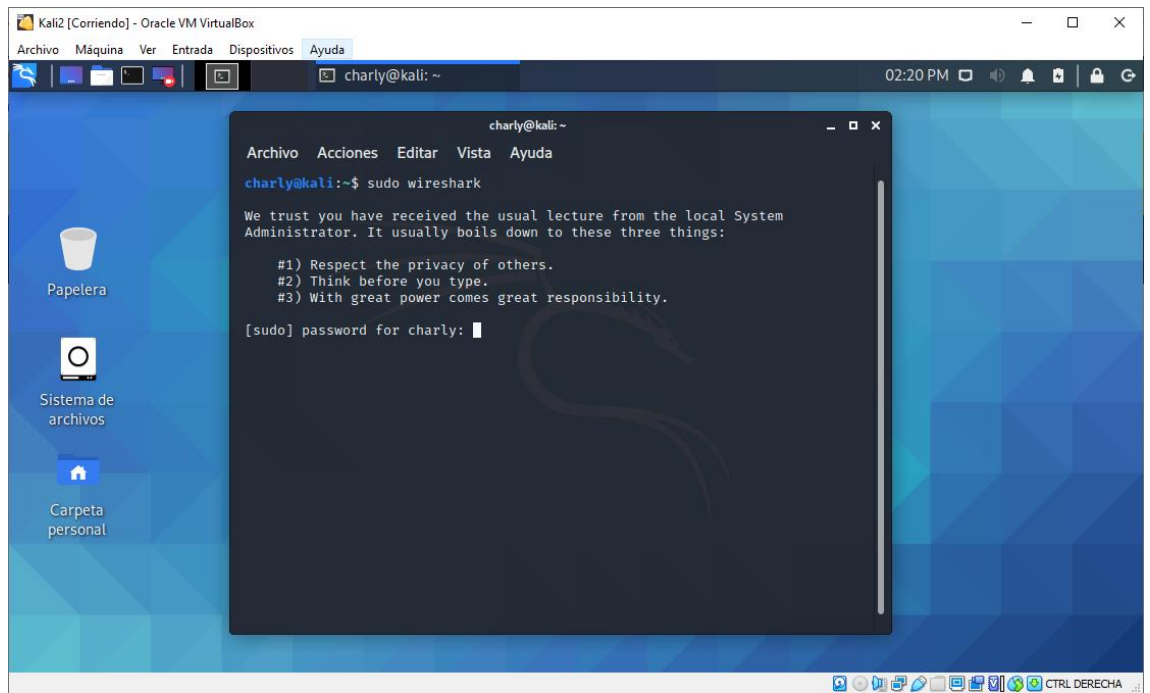 Kali2 [Corriendo] - Oracle VM VirtualBox
Archivo Máquina Ver Entrada Dispositivos Ayuda
charly@kali: ~
02:20 PM
charly@kali: ~
Archivo Acciones Editar Vista Ayuda
charly@kali:~$ sudo wireshark
We trust you have received the usual lecture from the local System
Administrator. It usually boils down to these three things:
#1) Respect the privacy of others.
#2) Think before you type.
#3) With great power comes great responsibility.
[sudo] password for charly:
Papelera
Sistema de
archivos
Carpeta
personal
CTRL DERECHA